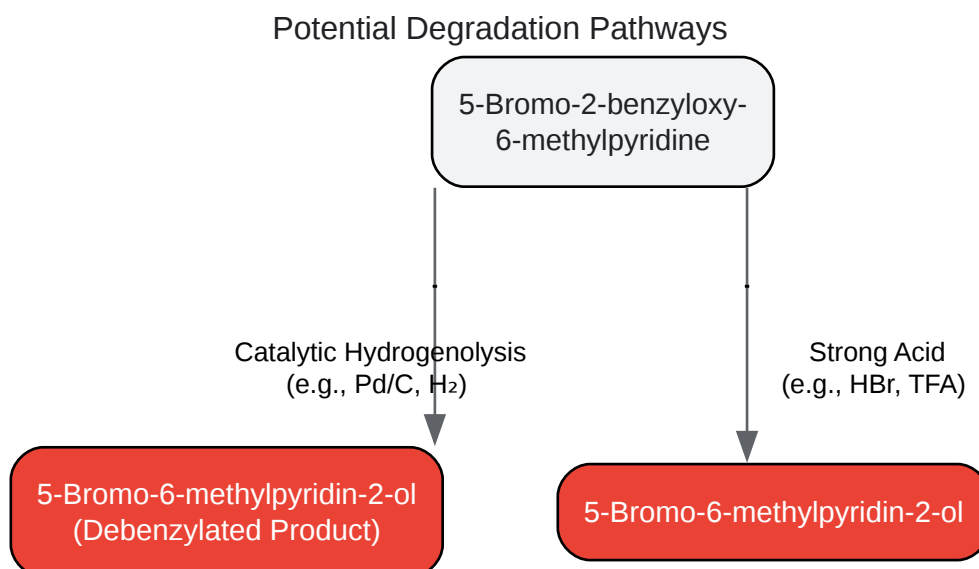 Potential Degradation Pathways
5-Bromo-2-benzyloxy-
6-methylpyridine
Catalytic Hydrogenolysis
(e.g., Pd/C, H₂)
Strong Acid
(e.g., HBr, TFA)
5-Bromo-6-methylpyridin-2-ol
(Debenzylated Product)
5-Bromo-6-methylpyridin-2-ol